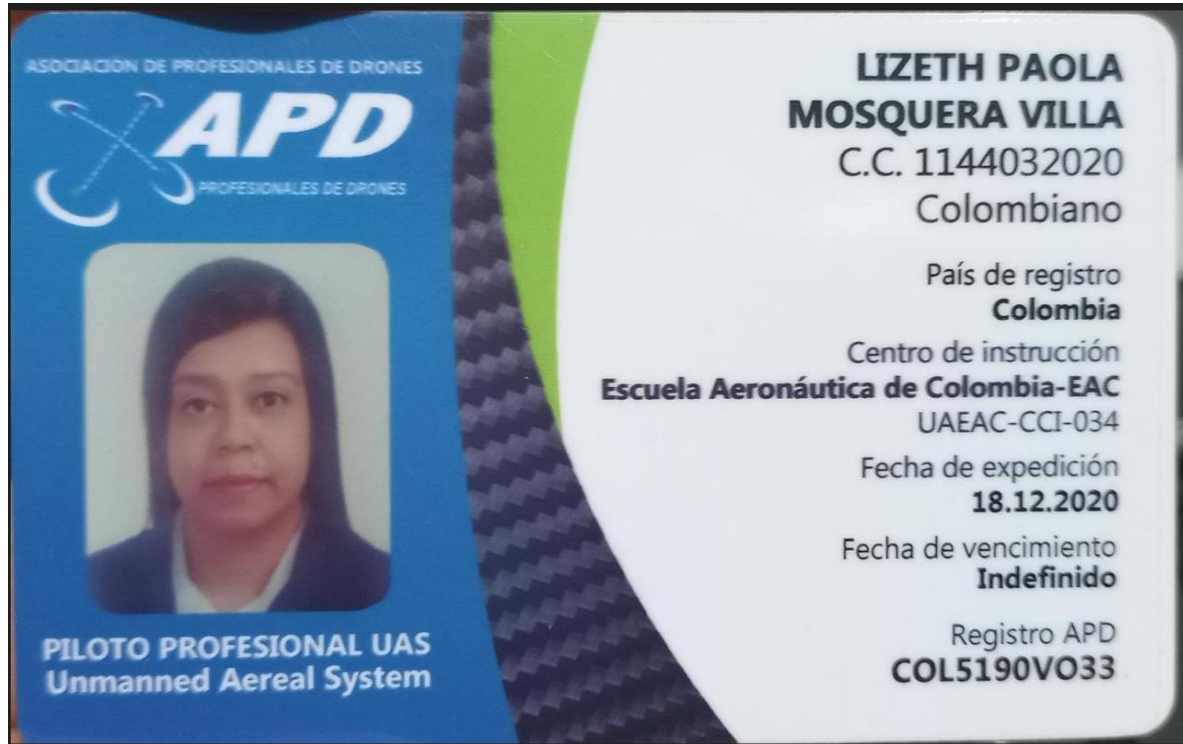 ASOCIACIÓN DE PROFESIONALES DE DRONES
APD
PROFESIONALES DE DRONES
PILOTO PROFESIONAL UAS
Unmanned Aereal System
LIZETH PAOLA
MOSQUERA VILLA
C.C. 1144032020
Colombiano
País de registro
Colombia
Centro de instrucción
Escuela Aeronáutica de Colombia-EAC
UAEAC-CCI-034
Fecha de expedición
18.12.2020
Fecha de vencimiento
Indefinido
Registro APD
COL5190VO33